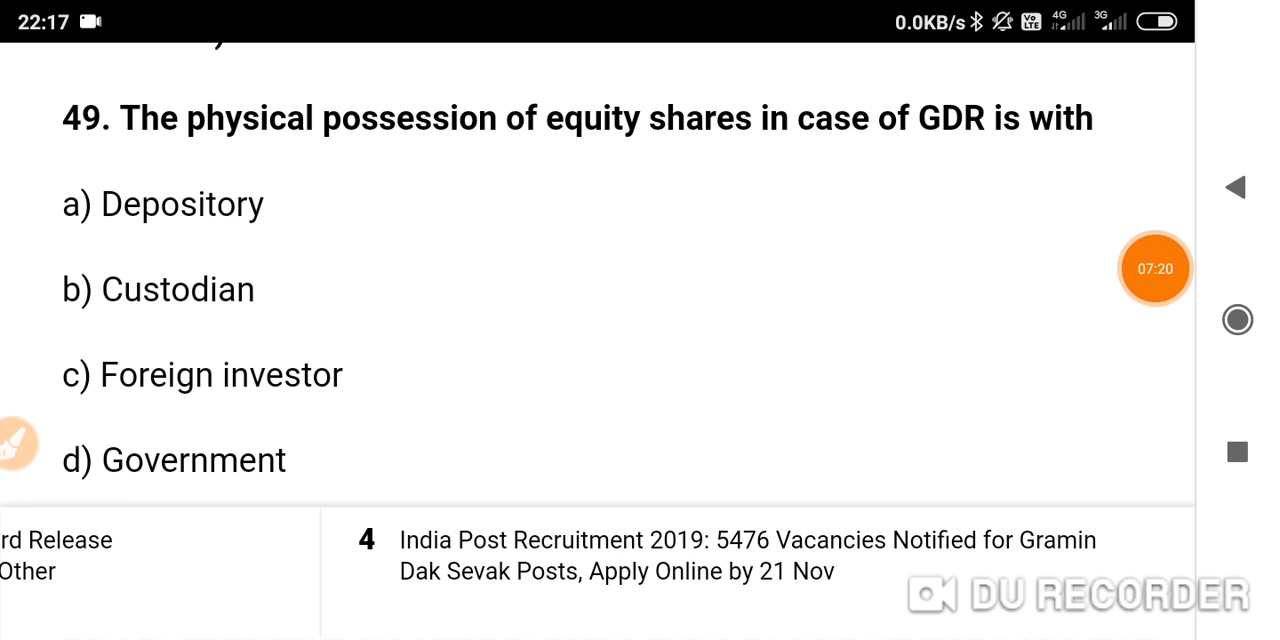 22:17
0.0KB/s Vo LTE 4G 3G
49. The physical possession of equity shares in case of GDR is with
a) Depository
b) Custodian
07:20
c) Foreign investor
d) Government
rd Release
Other
4 India Post Recruitment 2019: 5476 Vacancies Notified for Gramin
Dak Sevak Posts, Apply Online by 21 Nov
DU RECORDER